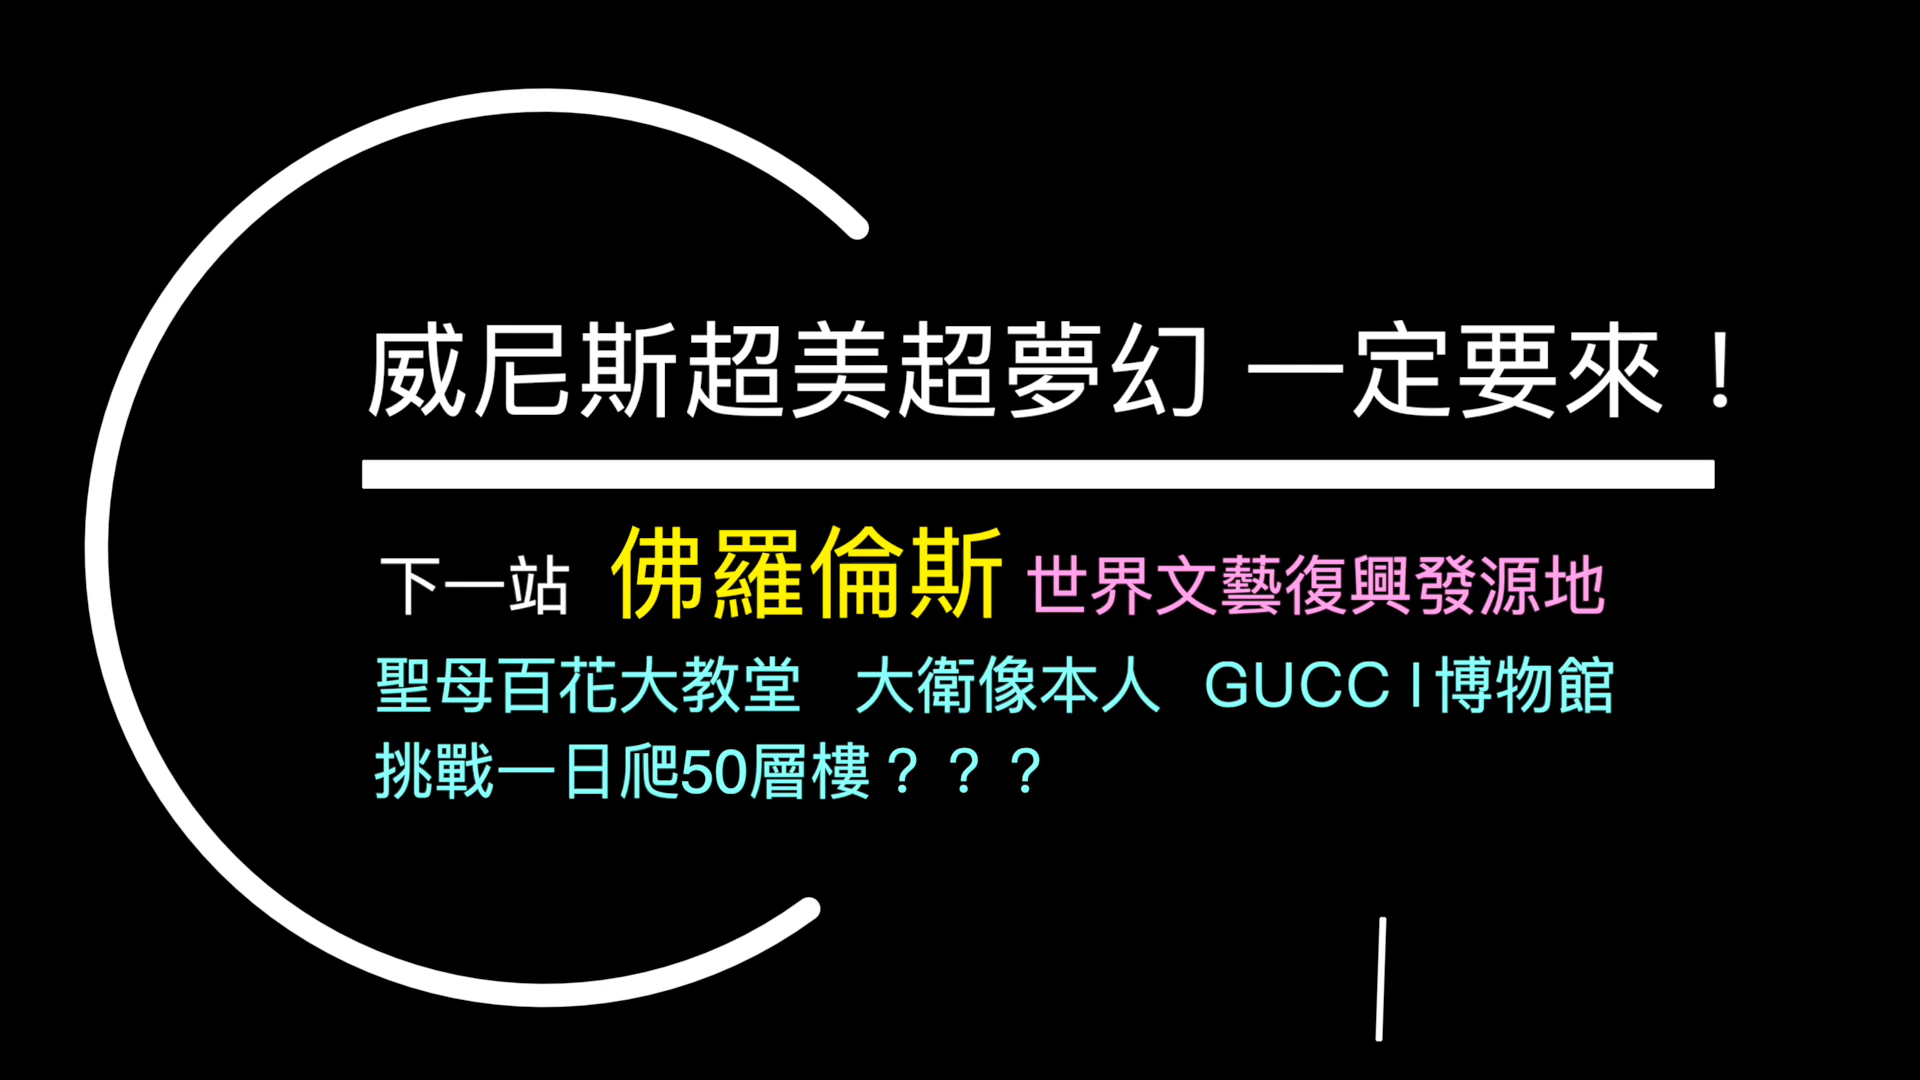 威尼斯超美超夢幻 一定要來！
下一站 佛羅倫斯 世界文藝復興發源地
聖母百花大教堂 大衛像本人 GUCCI博物館
挑戰一日爬50層樓？？？